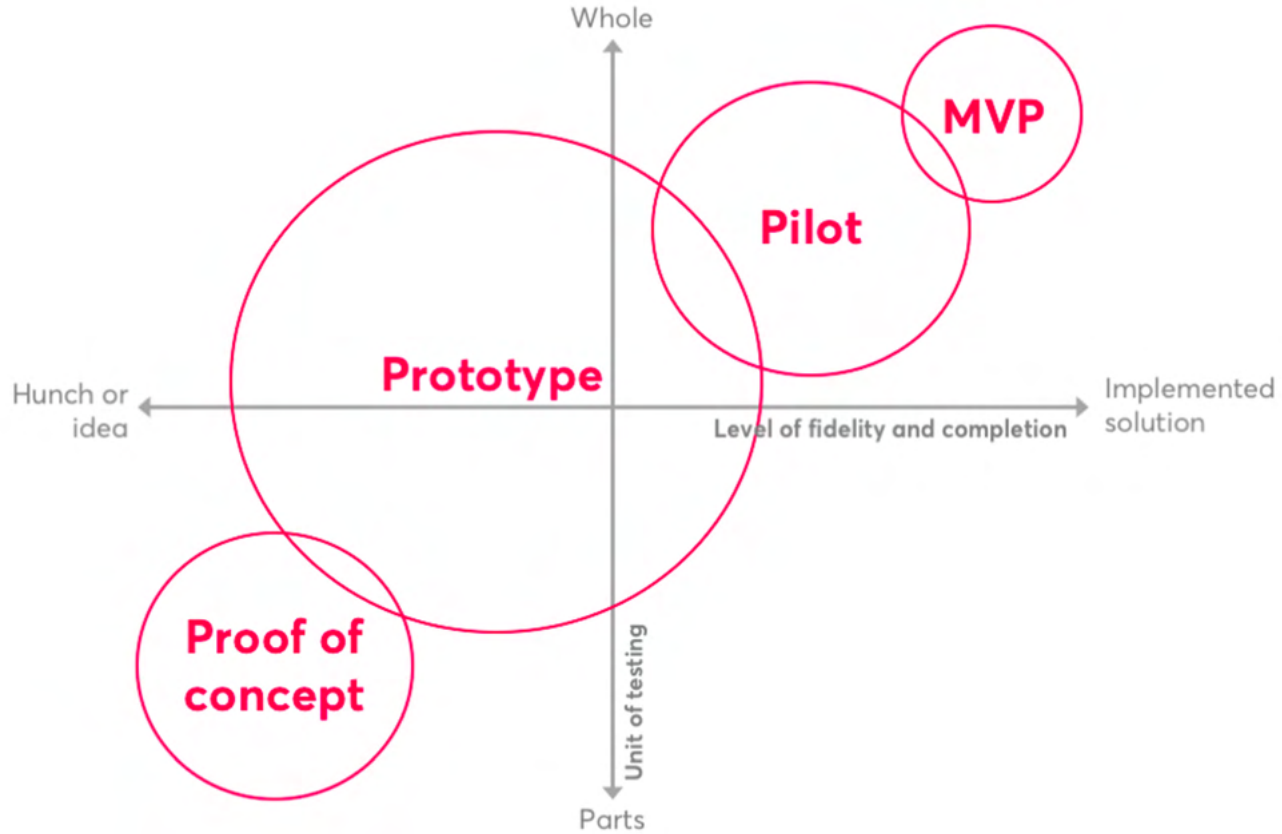 Whole
MVP
Pilot
Prototype
Hunch or
idea
Implemented
solution
Level of fidelity and completion
Proof of
concept
Unit of testing
Parts